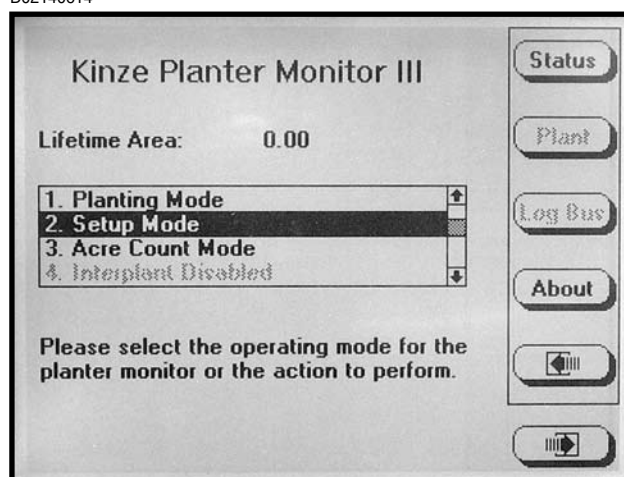 Kinze Planter Monitor III
Lifetime Area: 0.00
1. Planting Mode
2. Setup Mode
3. Acre Count Mode
4. Interplant Disabled
Please select the operating mode for the
planter monitor or the action to perform.
Status
Plant
Log Bus
About